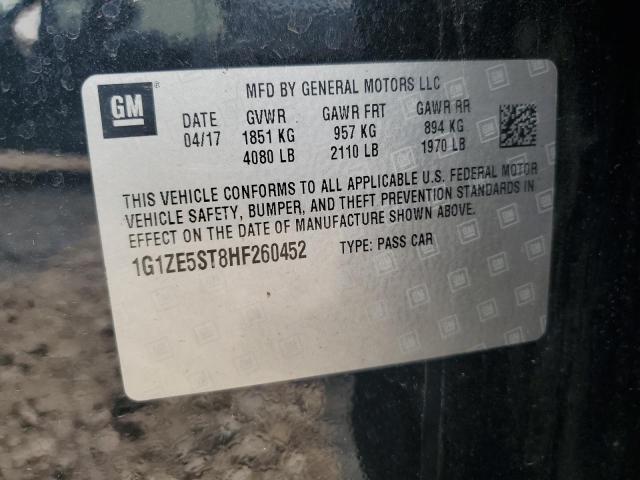 GM
MFD BY GENERAL MOTORS LLC
DATE GVWR GAWR FRT GAWR RR
04/17 1851 KG 957 KG 894 KG
4080 LB 2110 LB 1970 LB
THIS VEHICLE CONFORMS TO ALL APPLICABLE U.S. FEDERAL MOTOR
VEHICLE SAFETY, BUMPER, AND THEFT PREVENTION STANDARDS IN
EFFECT ON THE DATE OF MANUFACTURE SHOWN ABOVE.
1G1ZE5ST8HF260452 TYPE: PASS CAR